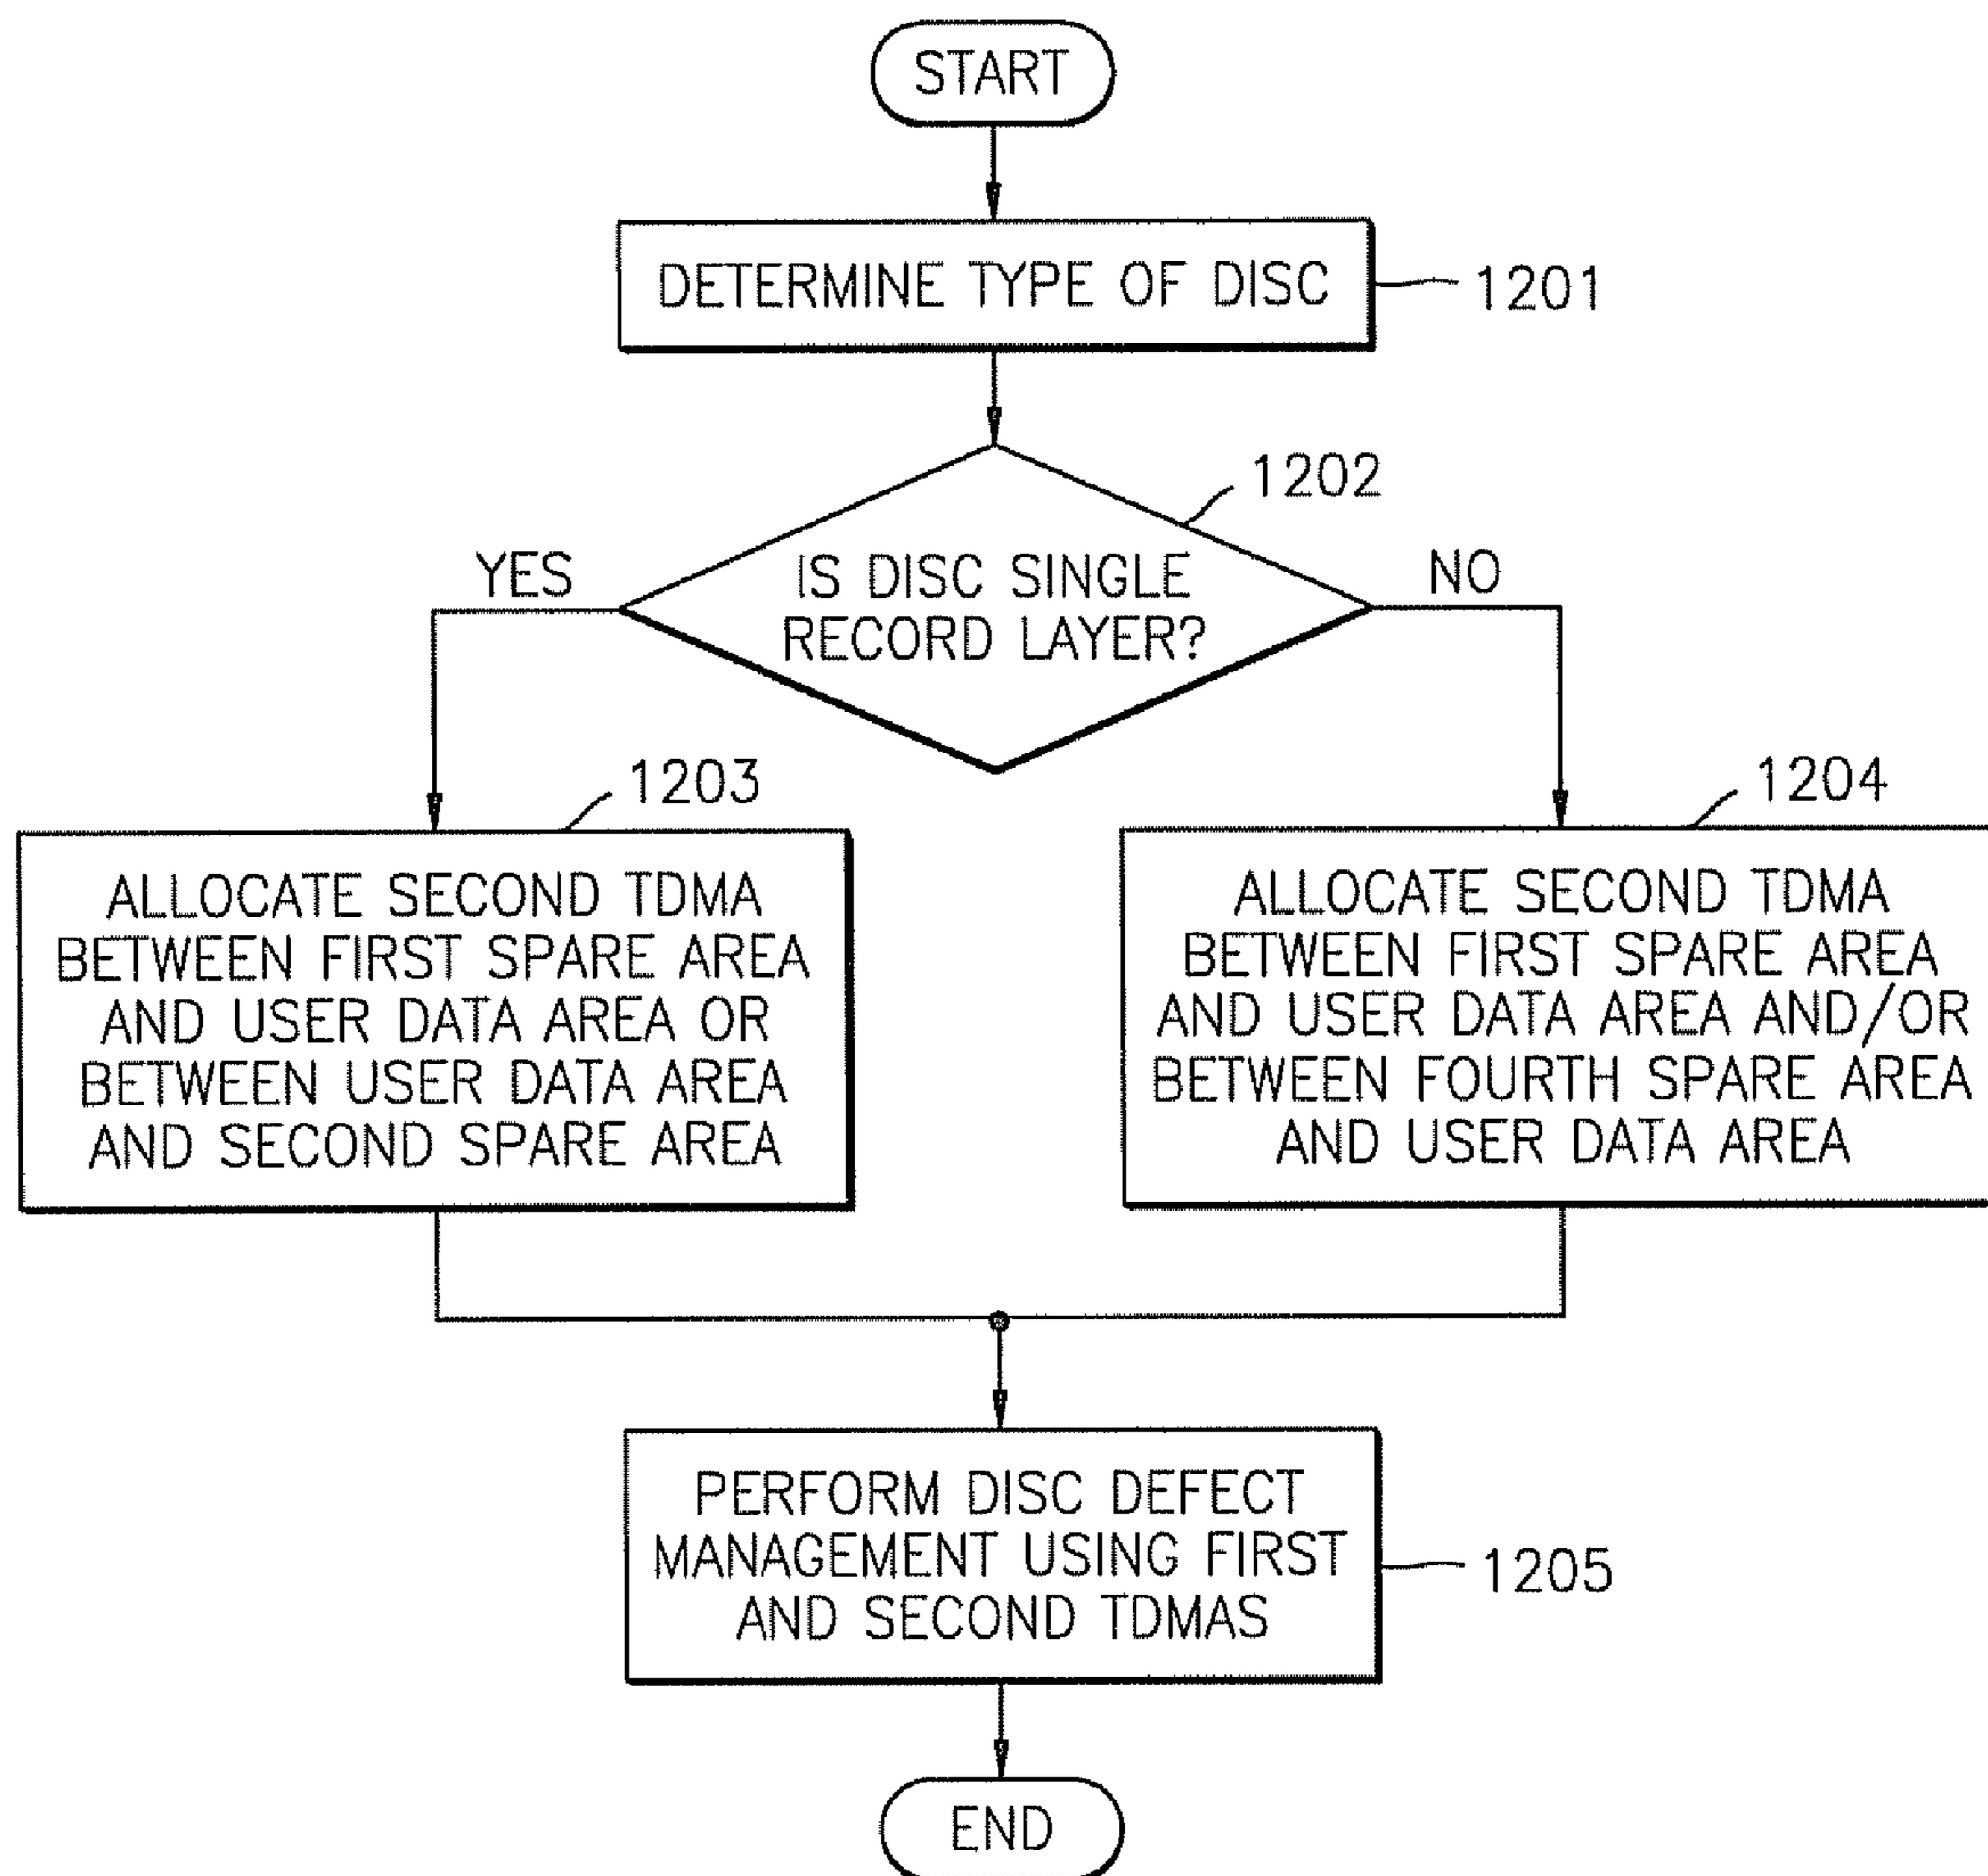 START
DETERMINE TYPE OF DISC
1201
1202
IS DISC SINGLE
RECORD LAYER?
YES
NO
1203
ALLOCATE SECOND TDMA
BETWEEN FIRST SPARE AREA
AND USER DATA AREA OR
BETWEEN USER DATA AREA
AND SECOND SPARE AREA
1204
ALLOCATE SECOND TDMA
BETWEEN FIRST SPARE AREA
AND USER DATA AREA AND/OR
BETWEEN FOURTH SPARE AREA
AND USER DATA AREA
PERFORM DISC DEFECT
MANAGEMENT USING FIRST
AND SECOND TDMAS
1205
END